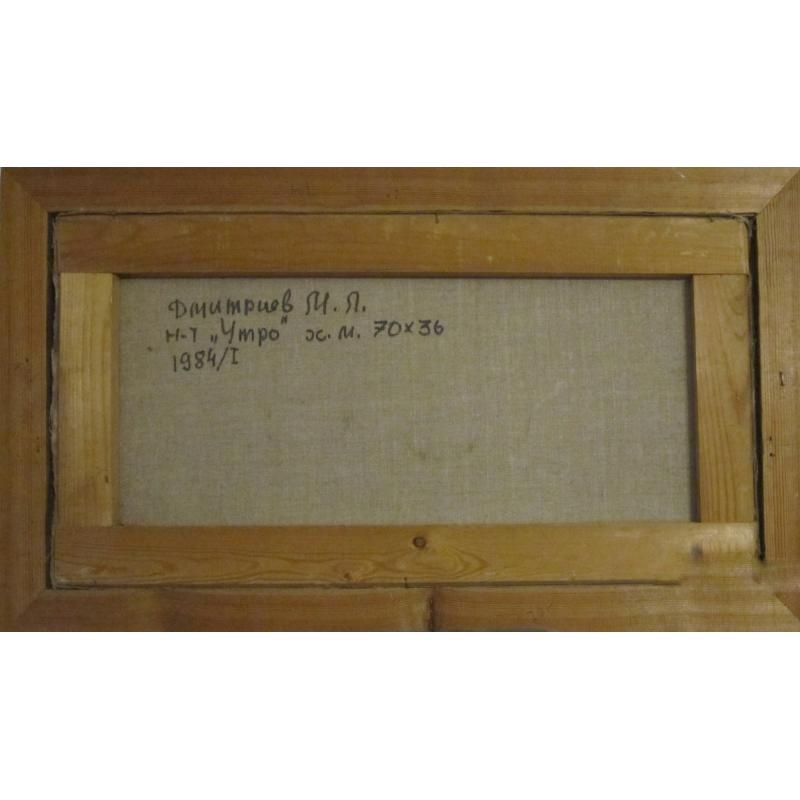 Дмитриев М. Л.
н-т „Утро" х. м. 70×36
1984/I